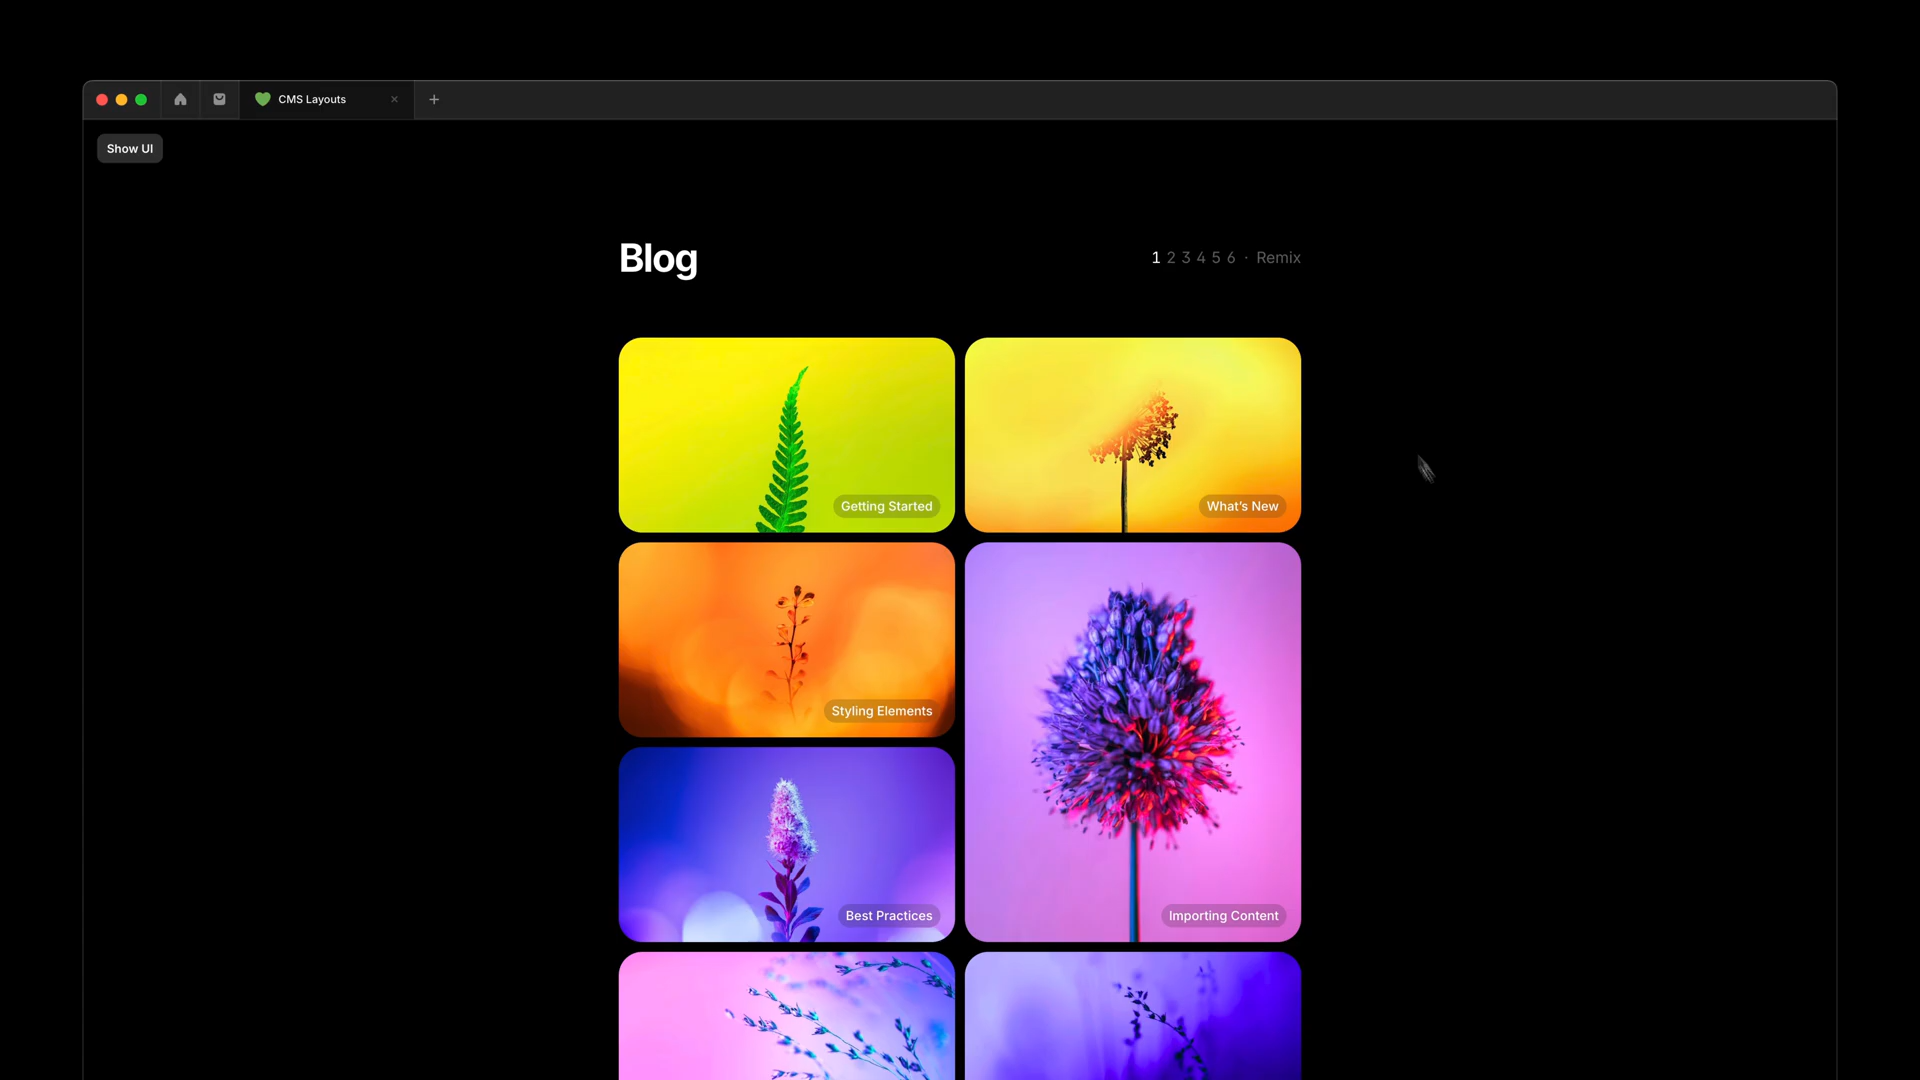 CMS Layouts
Show UI
Blog
1 2 3 4 5 6 · Remix
Getting Started
What's New
Styling Elements
Best Practices
Importing Content